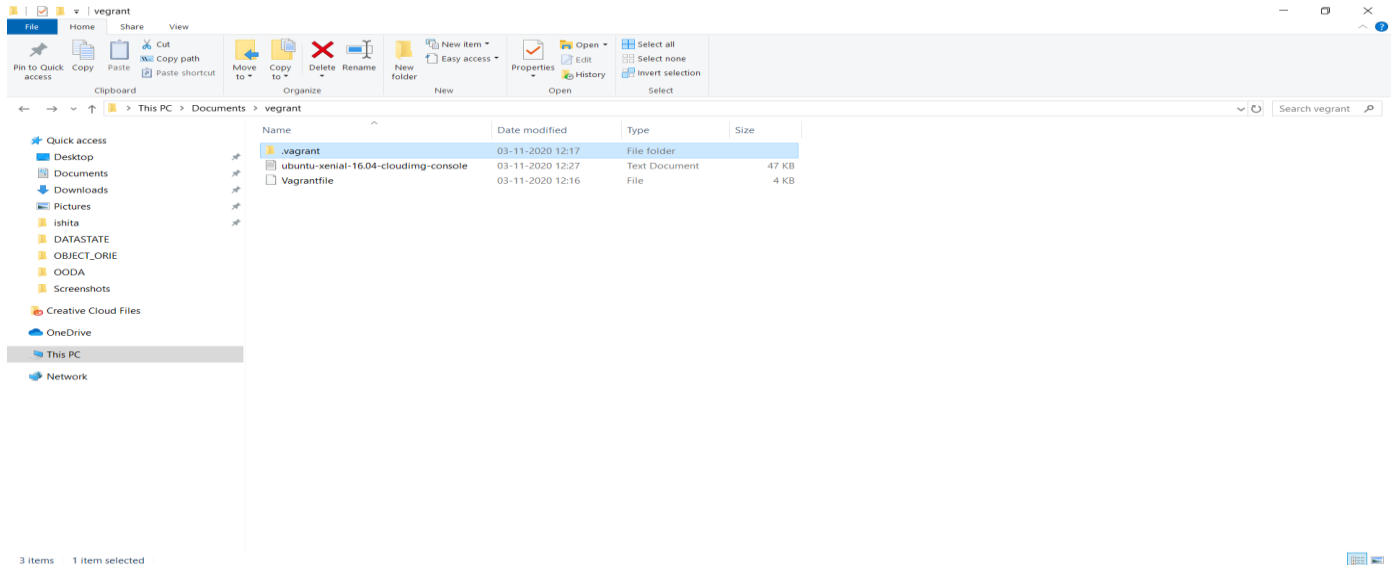 vegrant
File Home Share View
Pin to Quick access
Copy
Paste
Cut
Copy path
Paste shortcut
Clipboard
Move to
Copy to
Delete
Rename
Organize
New folder
New item
Easy access
New
Properties
Open
Edit
History
Open
Select all
Select none
Invert selection
Select
This PC > Documents > vegrant
Search vegrant
Name Date modified Type Size
.vagrant 03-11-2020 12:17 File folder
ubuntu-xenial-16.04-cloudimg-console 03-11-2020 12:27 Text Document 47 KB
Vagrantfile 03-11-2020 12:16 File 4 KB
Quick access
Desktop
Documents
Downloads
Pictures
ishita
DATASTATE
OBJECT_ORIE
OODA
Screenshots
Creative Cloud Files
OneDrive
This PC
Network
3 items 1 item selected